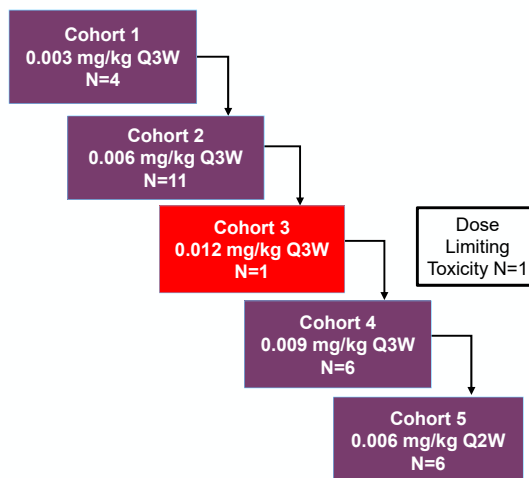 Cohort 1
0.003 mg/kg Q3W
N=4
Cohort 2
0.006 mg/kg Q3W
N=11
Cohort 3
0.012 mg/kg Q3W
N=1
Dose
Limiting
Toxicity N=1
Cohort 4
0.009 mg/kg Q3W
N=6
Cohort 5
0.006 mg/kg Q2W
N=6